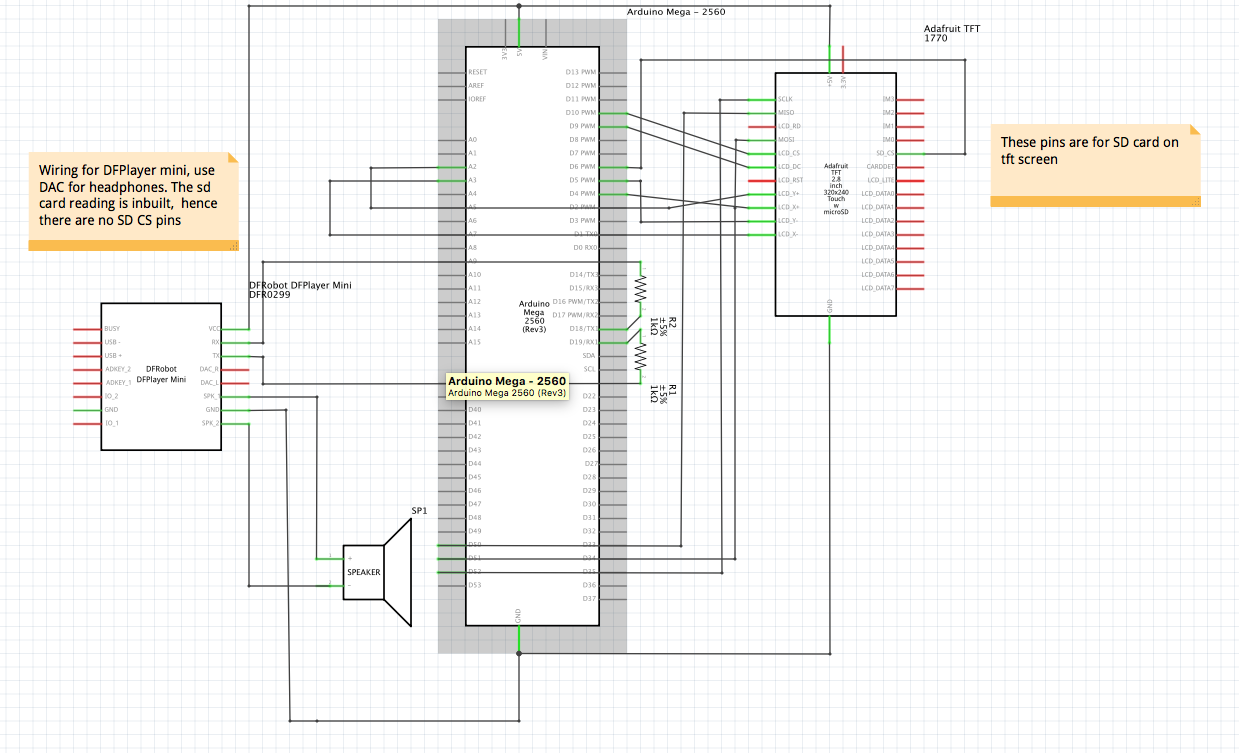 Arduino Mega - 2560
Adafruit TFT
1770
3V3
5V
VIN
+5V
3.3V
RESET
AREF
IOREF
A0
A1
A2
A3
A4
A5
A6
A7
A8
A9
A10
A11
A12
A13
A14
A15
D13 PWM
D12 PWM
D11 PWM
D10 PWM
D9 PWM
D8 PWM
D7 PWM
D6 PWM
D5 PWM
D4 PWM
D2 PWM
D3 PWM
D1 TX0
D0 RX0
D14/TX3
D15/RX3
D16 PWM/TX2
D17 PWM/RX2
D18/TX1
D19/RX1
SDA
SCL
Arduino
Mega
2560
(Rev3)
SCLK
MISO
LCD_RD
MOSI
LCD_CS
LCD_DC
LCD_RST
LCD_Y+
LCD_X+
LCD_Y-
LCD_X-
Adafruit
TFT
2.8
inch
320x240
Touch
w
microSD
IM3
IM2
IM1
IM0
SD_CS
CARDDET
LCD_LITE
LCD_DATA0
LCD_DATA1
LCD_DATA2
LCD_DATA3
LCD_DATA4
LCD_DATA5
LCD_DATA6
LCD_DATA7
GND
These pins are for SD card on
tft screen
Wiring for DFPlayer mini, use
DAC for headphones. The sd
card reading is inbuilt, hence
there are no SD CS pins
DFRobot DFPlayer Mini
DFR0299
BUSY
USB -
USB +
ADKEY_2
ADKEY_1
IO_2
GND
IO_1
DFRobot
DFPlayer Mini
VCC
RX
TX
DAC_R
DAC_L
SPK_1
GND
SPK_2
R2
±5%
1kΩ
R1
±5%
1kΩ
Arduino Mega - 2560
Arduino Mega 2560 (Rev3)
D40
D41
D42
D43
D44
D45
D46
D47
D48
D49
D50
D51
D52
D53
D22
D23
D24
D25
D26
D27
D28
D29
D30
D31
D32
D33
D34
D35
D36
D37
GND
SP1
SPEAKER
+
-